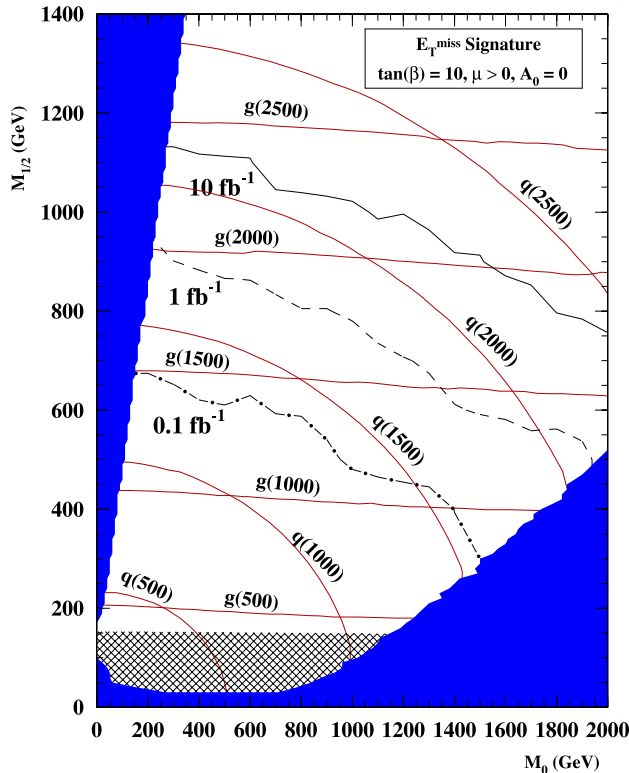 E_T^miss Signature
tan(β) = 10, μ > 0, A_0 = 0
M_1/2 (GeV)
1400
1200
1000
800
600
400
200
0
g(2500)
10 fb^-1
q(2500)
g(2000)
1 fb^-1
q(2000)
g(1500)
0.1 fb^-1
q(1500)
g(1000)
q(1000)
q(500)
g(500)
0 200 400 600 800 1000 1200 1400 1600 1800 2000
M_0 (GeV)